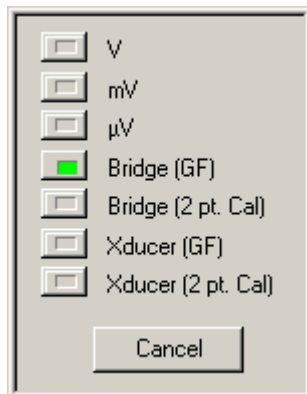 V
mV
µV
Bridge (GF)
Bridge (2 pt. Cal)
Xducer (GF)
Xducer (2 pt. Cal)
Cancel